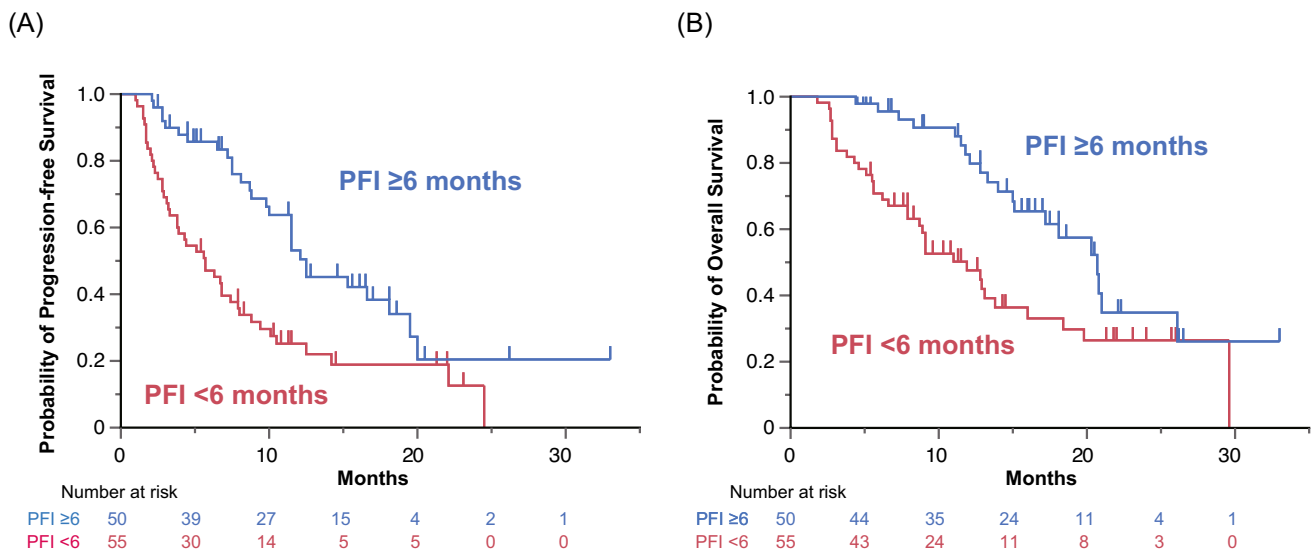 (A)
Probability of Progression-free Survival
1.0
0.8
0.6
0.4
0.2
0
PFI ≥6 months
PFI <6 months
0 10 20 30
Months
Number at risk
PFI ≥6 50 39 27 15 4 2 1
PFI <6 55 30 14 5 5 0 0
(B)
Probability of Overall Survival
1.0
0.8
0.6
0.4
0.2
0
PFI ≥6 months
PFI <6 months
0 10 20 30
Months
Number at risk
PFI ≥6 50 44 35 24 11 4 1
PFI <6 55 43 24 11 8 3 0